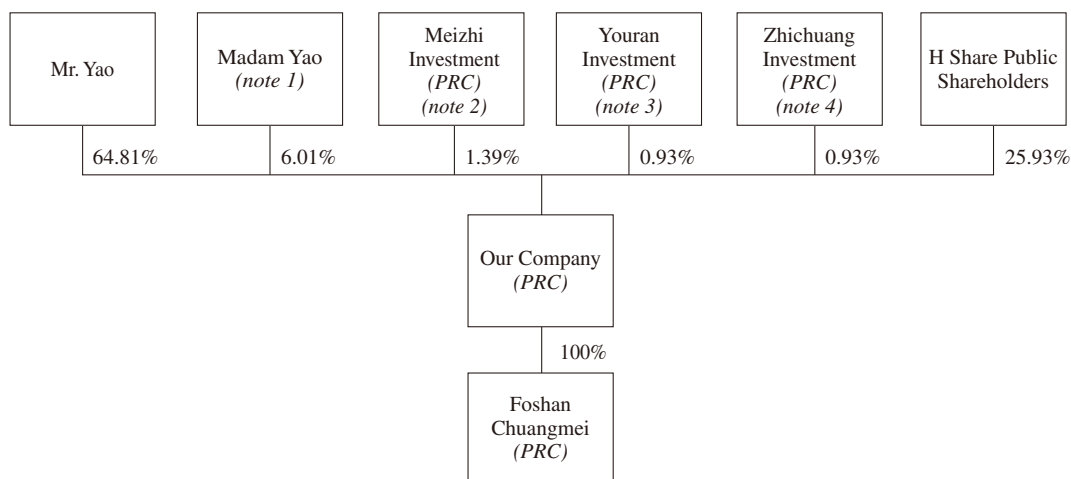 Mr. Yao
Madam Yao
(note 1)
Meizhi
Investment
(PRC)
(note 2)
Youran
Investment
(PRC)
(note 3)
Zhichuang
Investment
(PRC)
(note 4)
H Share Public
Shareholders
64.81%
6.01%
1.39%
0.93%
0.93%
25.93%
Our Company
(PRC)
100%
Foshan
Chuangmei
(PRC)